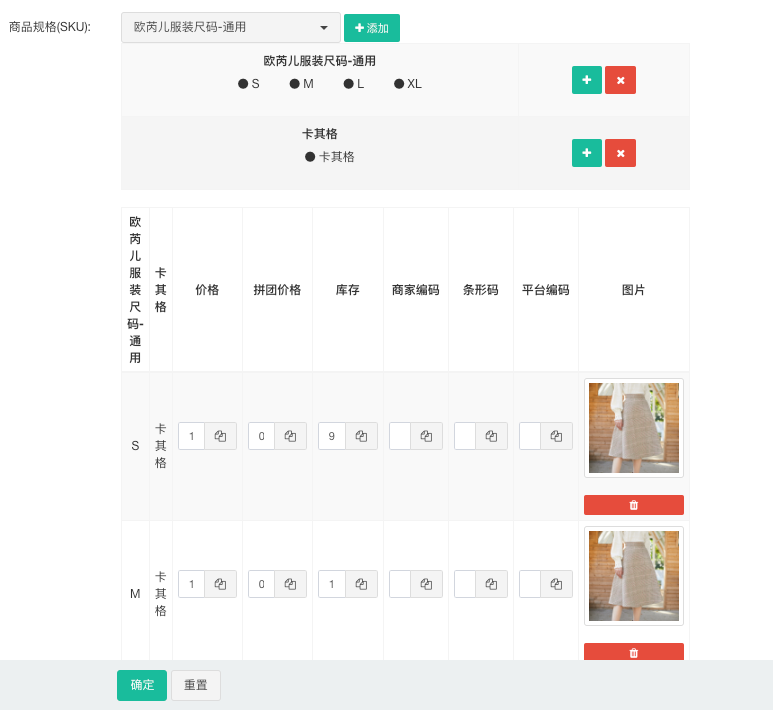 商品规格(SKU):
欧芮儿服装尺码-通用
添加
欧芮儿服装尺码-通用
S M L XL
卡其格
卡其格
欧芮儿服装尺码-通用 卡其格 价格 拼团价格 库存 商家编码 条形码 平台编码 图片
S 卡其格 1 0 9
M 卡其格 1 0 1
确定 重置